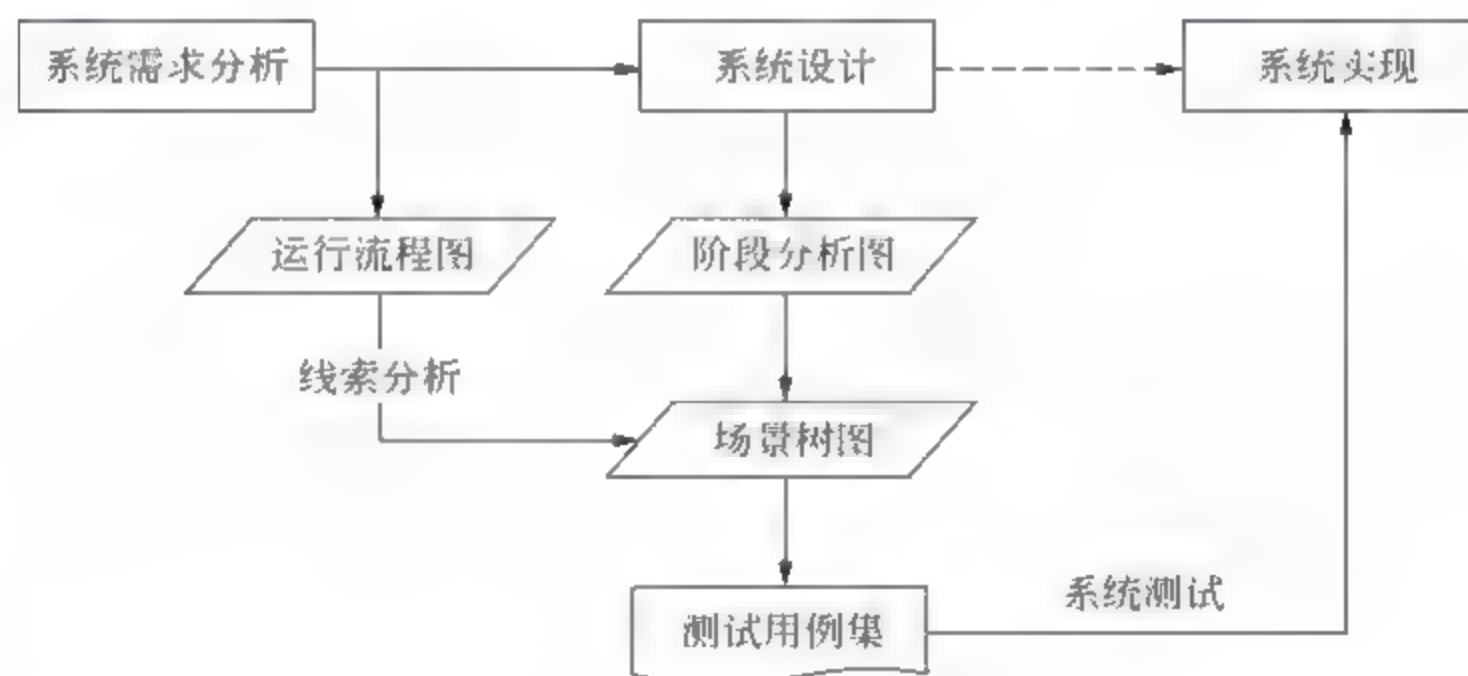 系统需求分析
系统设计
系统实现
运行流程图
阶段分析图
线索分析
场景树图
系统测试
测试用例集